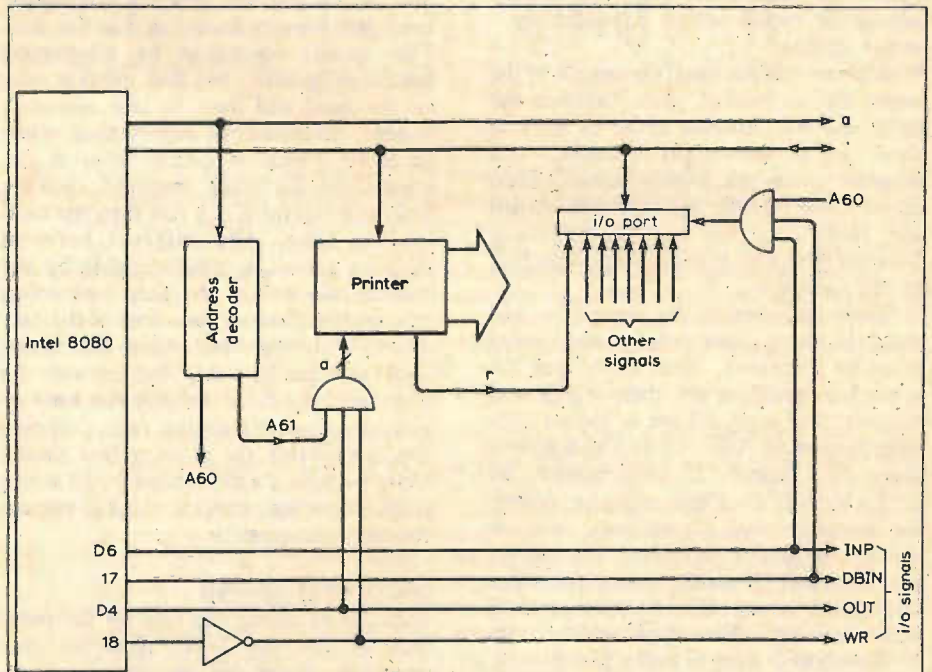 a
A60
i/o port
Address
decoder
Printer
Intel 8080
Other
signals
a
r
A61
A60
D6
INP
17
DBIN
D4
OUT
18
WR
i/o signals